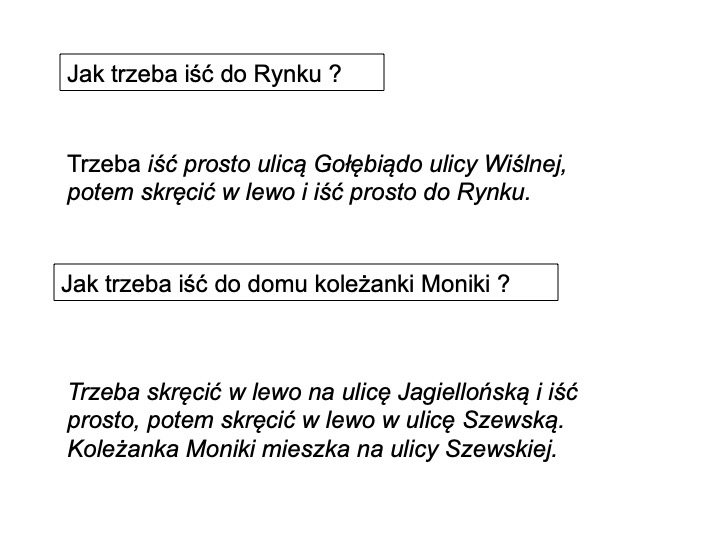 Jak trzeba iść do Rynku ?
Trzeba iść prosto ulicą Gołębiądo ulicy Wiślnej,
potem skręcić w lewo i iść prosto do Rynku.
Jak trzeba iść do domu koleżanki Moniki ?
Trzeba skręcić w lewo na ulicę Jagiellońską i iść
prosto, potem skręcić w lewo w ulicę Szewską.
Koleżanka Moniki mieszka na ulicy Szewskiej.